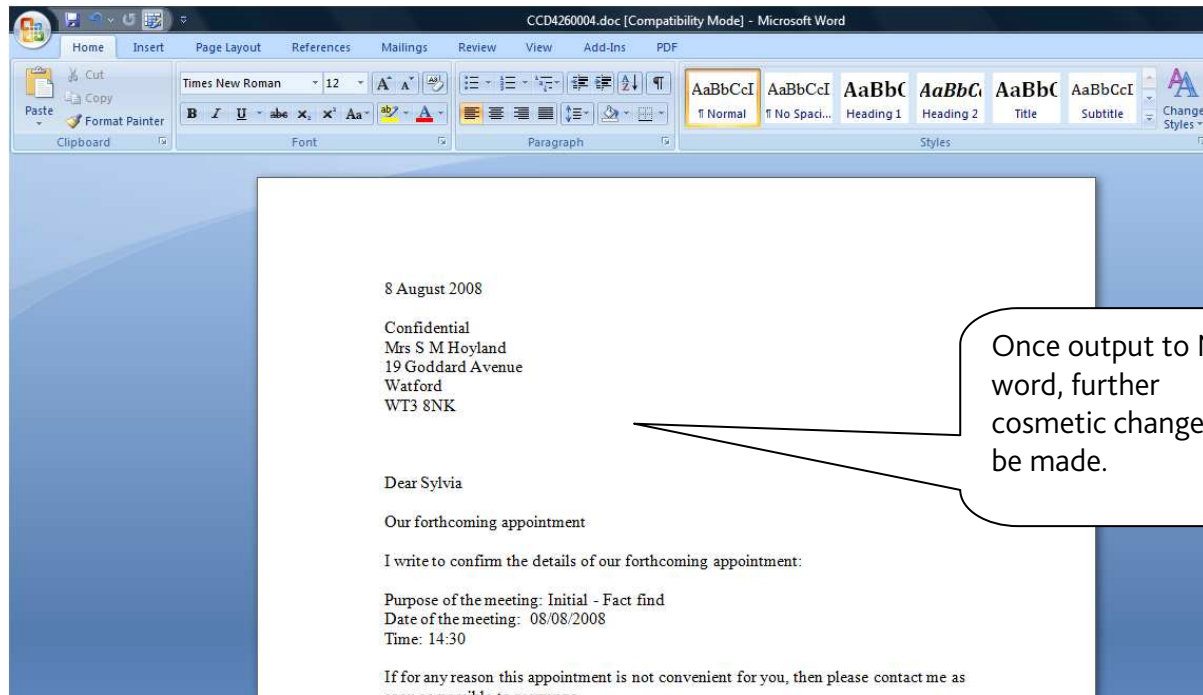 CCD4260004.doc [Compatibility Mode] - Microsoft Word
Home Insert Page Layout References Mailings Review View Add-Ins PDF
Cut
Copy
Format Painter
Paste
Clipboard
Times New Roman 12
Font
Paragraph
AaBbCcI AaBbCcI AaBbC AaBbCc AaBbC AaBbCcI
¶ Normal ¶ No Spaci... Heading 1 Heading 2 Title Subtitle
Change
Styles
Styles
8 August 2008
Confidential
Mrs S M Hoyland
19 Goddard Avenue
Watford
WT3 8NK
Dear Sylvia
Our forthcoming appointment
I write to confirm the details of our forthcoming appointment:
Purpose of the meeting: Initial - Fact find
Date of the meeting: 08/08/2008
Time: 14:30
If for any reason this appointment is not convenient for you, then please contact me as
Once output to
word, further
cosmetic change
be made.